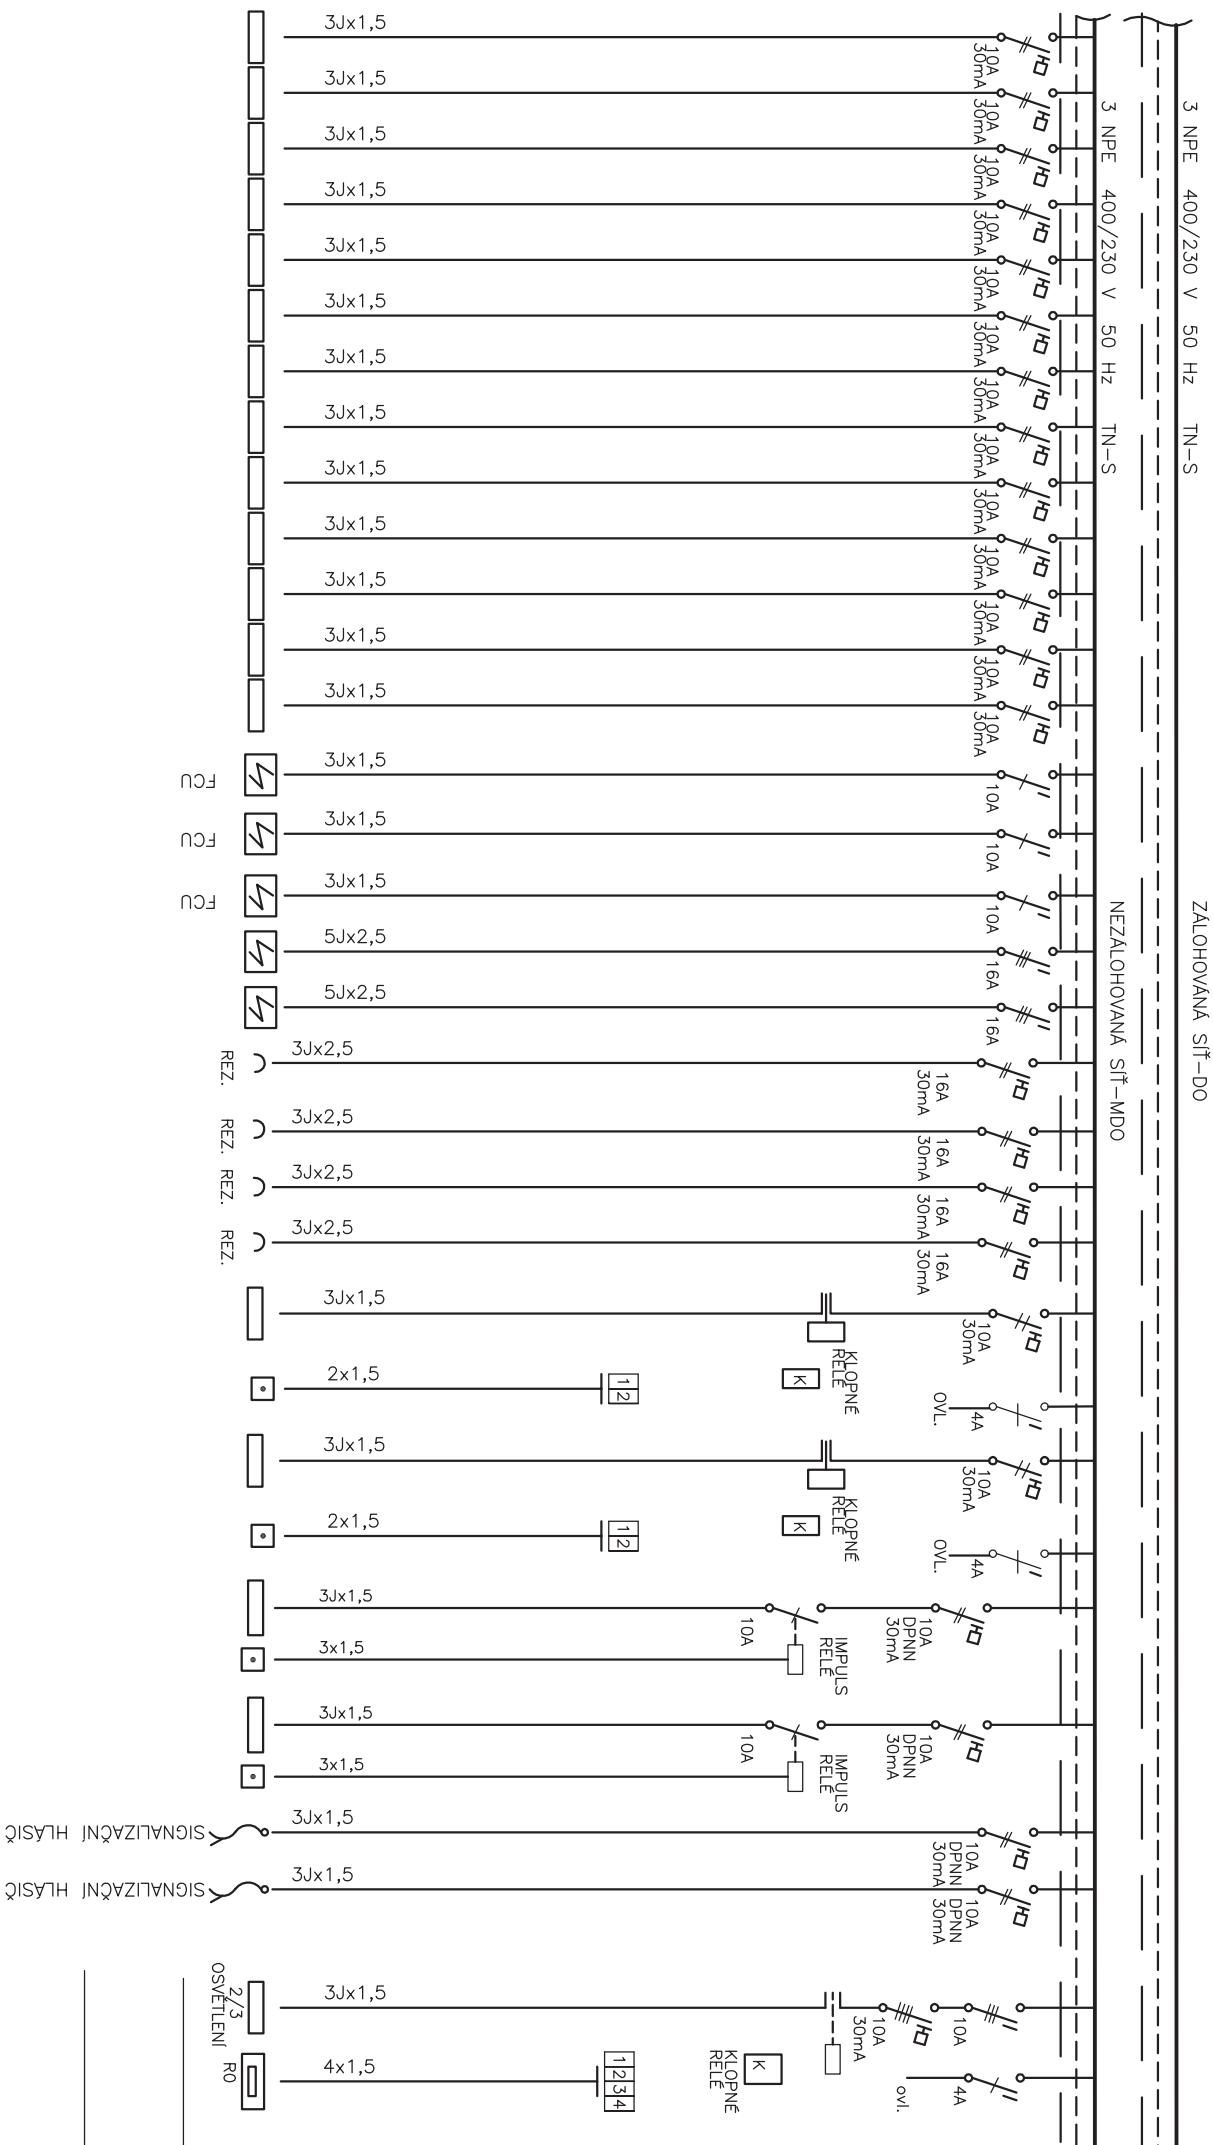 3 NPE 400/230 V 50 Hz TN-S
ZÁLOHOVÁNÁ SÍŤ-DO
3 NPE 400/230 V 50 Hz TN-S
NEZÁLOHOVANÁ SÍŤ-MDO
3Jx1,5
10A
30mA
3Jx1,5
10A
30mA
3Jx1,5
10A
30mA
3Jx1,5
10A
30mA
3Jx1,5
10A
30mA
3Jx1,5
10A
30mA
3Jx1,5
10A
30mA
3Jx1,5
10A
30mA
3Jx1,5
10A
30mA
3Jx1,5
10A
30mA
3Jx1,5
10A
30mA
3Jx1,5
10A
30mA
3Jx1,5
10A
30mA
FCU
3Jx1,5
10A
FCU
3Jx1,5
10A
FCU
3Jx1,5
10A
5Jx2,5
16A
5Jx2,5
16A
REZ.
3Jx2,5
16A
30mA
REZ.
3Jx2,5
16A
30mA
REZ.
3Jx2,5
16A
30mA
REZ.
3Jx2,5
16A
30mA
3Jx1,5
10A
30mA
KLOPNÉ
RELÉ
K
2x1,5
1 2
OVL.
4A
3Jx1,5
10A
30mA
KLOPNÉ
RELÉ
K
2x1,5
1 2
OVL.
4A
3Jx1,5
10A
IMPULS
RELÉ
10A
DPNN
30mA
3x1,5
3Jx1,5
10A
IMPULS
RELÉ
10A
DPNN
30mA
3x1,5
SIGNALIZAČNÍ HLÁSIČ
3Jx1,5
10A
DPNN
30mA
SIGNALIZAČNÍ HLÁSIČ
3Jx1,5
10A
DPNN
30mA
2/3
OSVĚTLENÍ
3Jx1,5
10A
30mA
10A
RO
4x1,5
1 2 3 4
K
KLOPNÉ
RELÉ
ovl.
4A